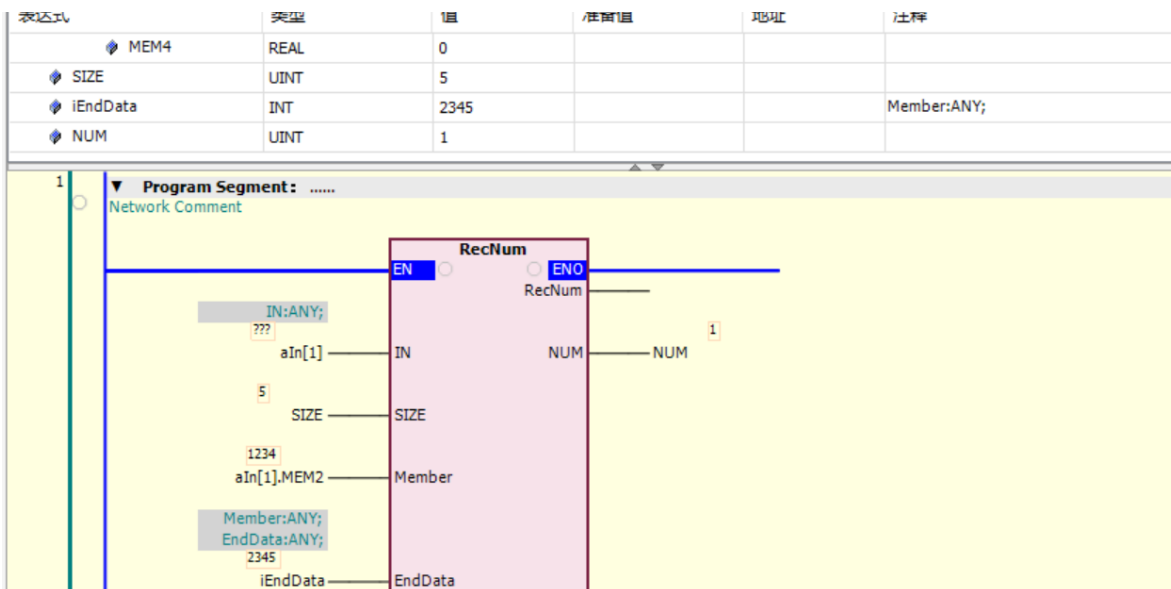 表达式 类型 值 准备值 地址 注释
MEM4 REAL 0
SIZE UINT 5
iEndData INT 2345 Member:ANY;
NUM UINT 1
1 ▼ Program Segment: ......
Network Comment
RecNum
EN ENO
RecNum
IN:ANY;
??? 1
aIn[1] IN NUM NUM
5
SIZE SIZE
1234
aIn[1].MEM2 Member
Member:ANY;
EndData:ANY;
2345
iEndData EndData